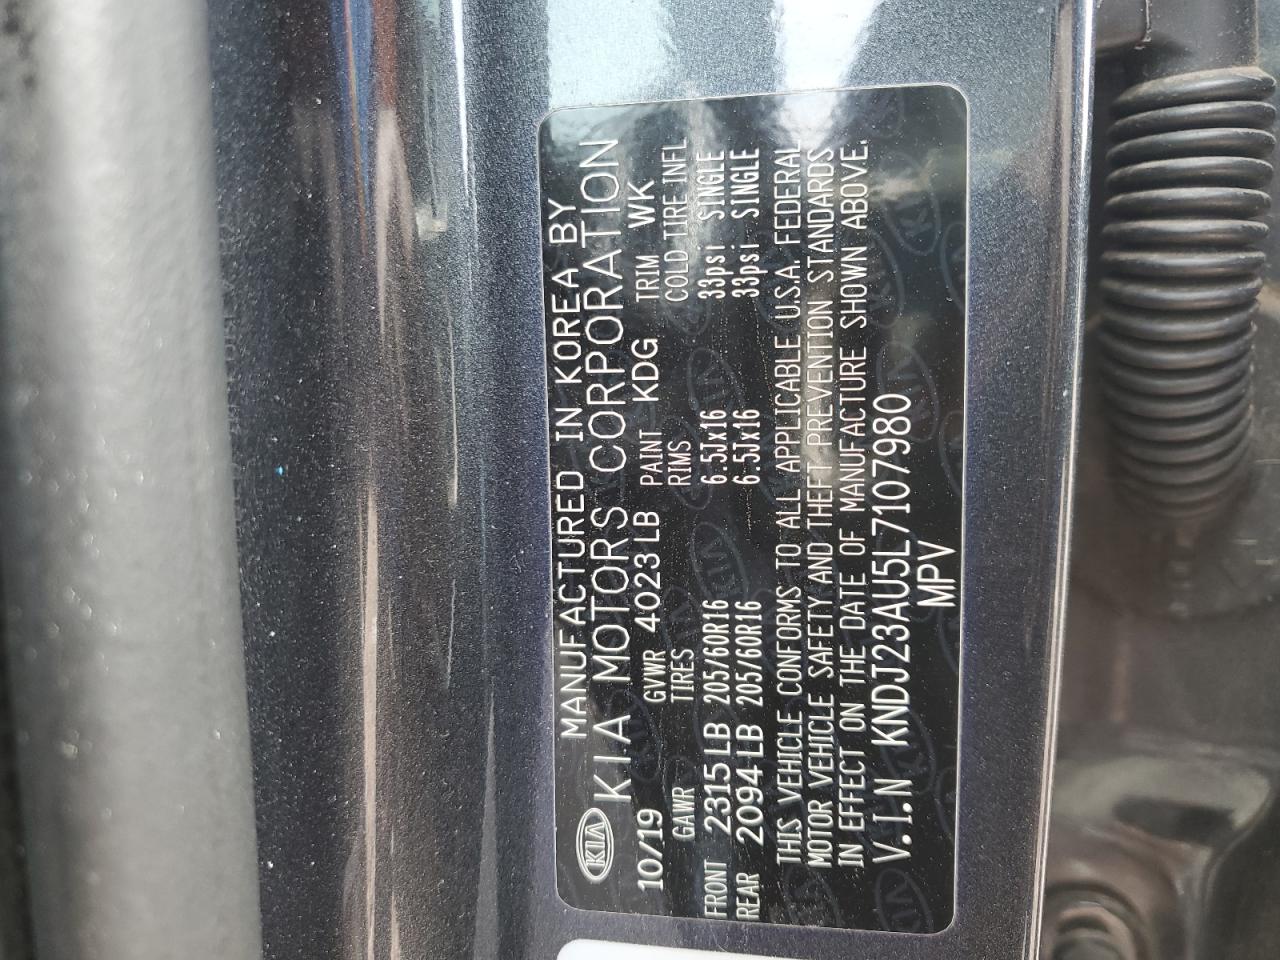 MANUFACTURED IN KOREA BY
KIA KIA MOTORS CORPORATION
10/19 GVWR 4023 LB PAINT KDG TRIM WK
GAWR TIRES RIMS COLD TIRE INFL
FRONT 2315 LB 205/60R16 6.5Jx16 33psi SINGLE
REAR 2094 LB 205/60R16 6.5Jx16 33psi SINGLE
THIS VEHICLE CONFORMS TO ALL APPLICABLE U.S.A. FEDERAL
MOTOR VEHICLE SAFETY AND THEFT PREVENTION STANDARDS
IN EFFECT ON THE DATE OF MANUFACTURE SHOWN ABOVE.
V.I.N KNDJ23AU5L7107980
MPV